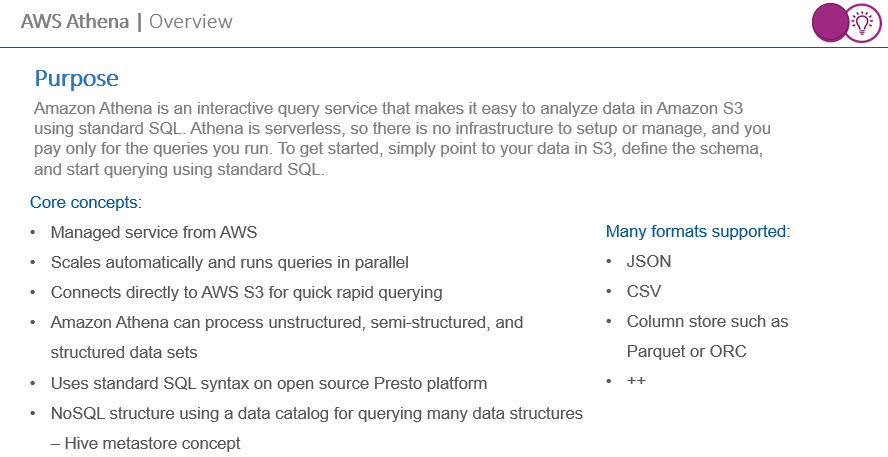 AWS Athena | Overview
Purpose
Amazon Athena is an interactive query service that makes it easy to analyze data in Amazon S3
using standard SQL. Athena is serverless, so there is no infrastructure to setup or manage, and you
pay only for the queries you run. To get started, simply point to your data in S3, define the schema,
and start querying using standard SQL.
Core concepts:
• Managed service from AWS
• Scales automatically and runs queries in parallel
• Connects directly to AWS S3 for quick rapid querying
• Amazon Athena can process unstructured, semi-structured, and
structured data sets
• Uses standard SQL syntax on open source Presto platform
• NoSQL structure using a data catalog for querying many data structures
– Hive metastore concept
Many formats supported:
• JSON
• CSV
• Column store such as
Parquet or ORC
• ++